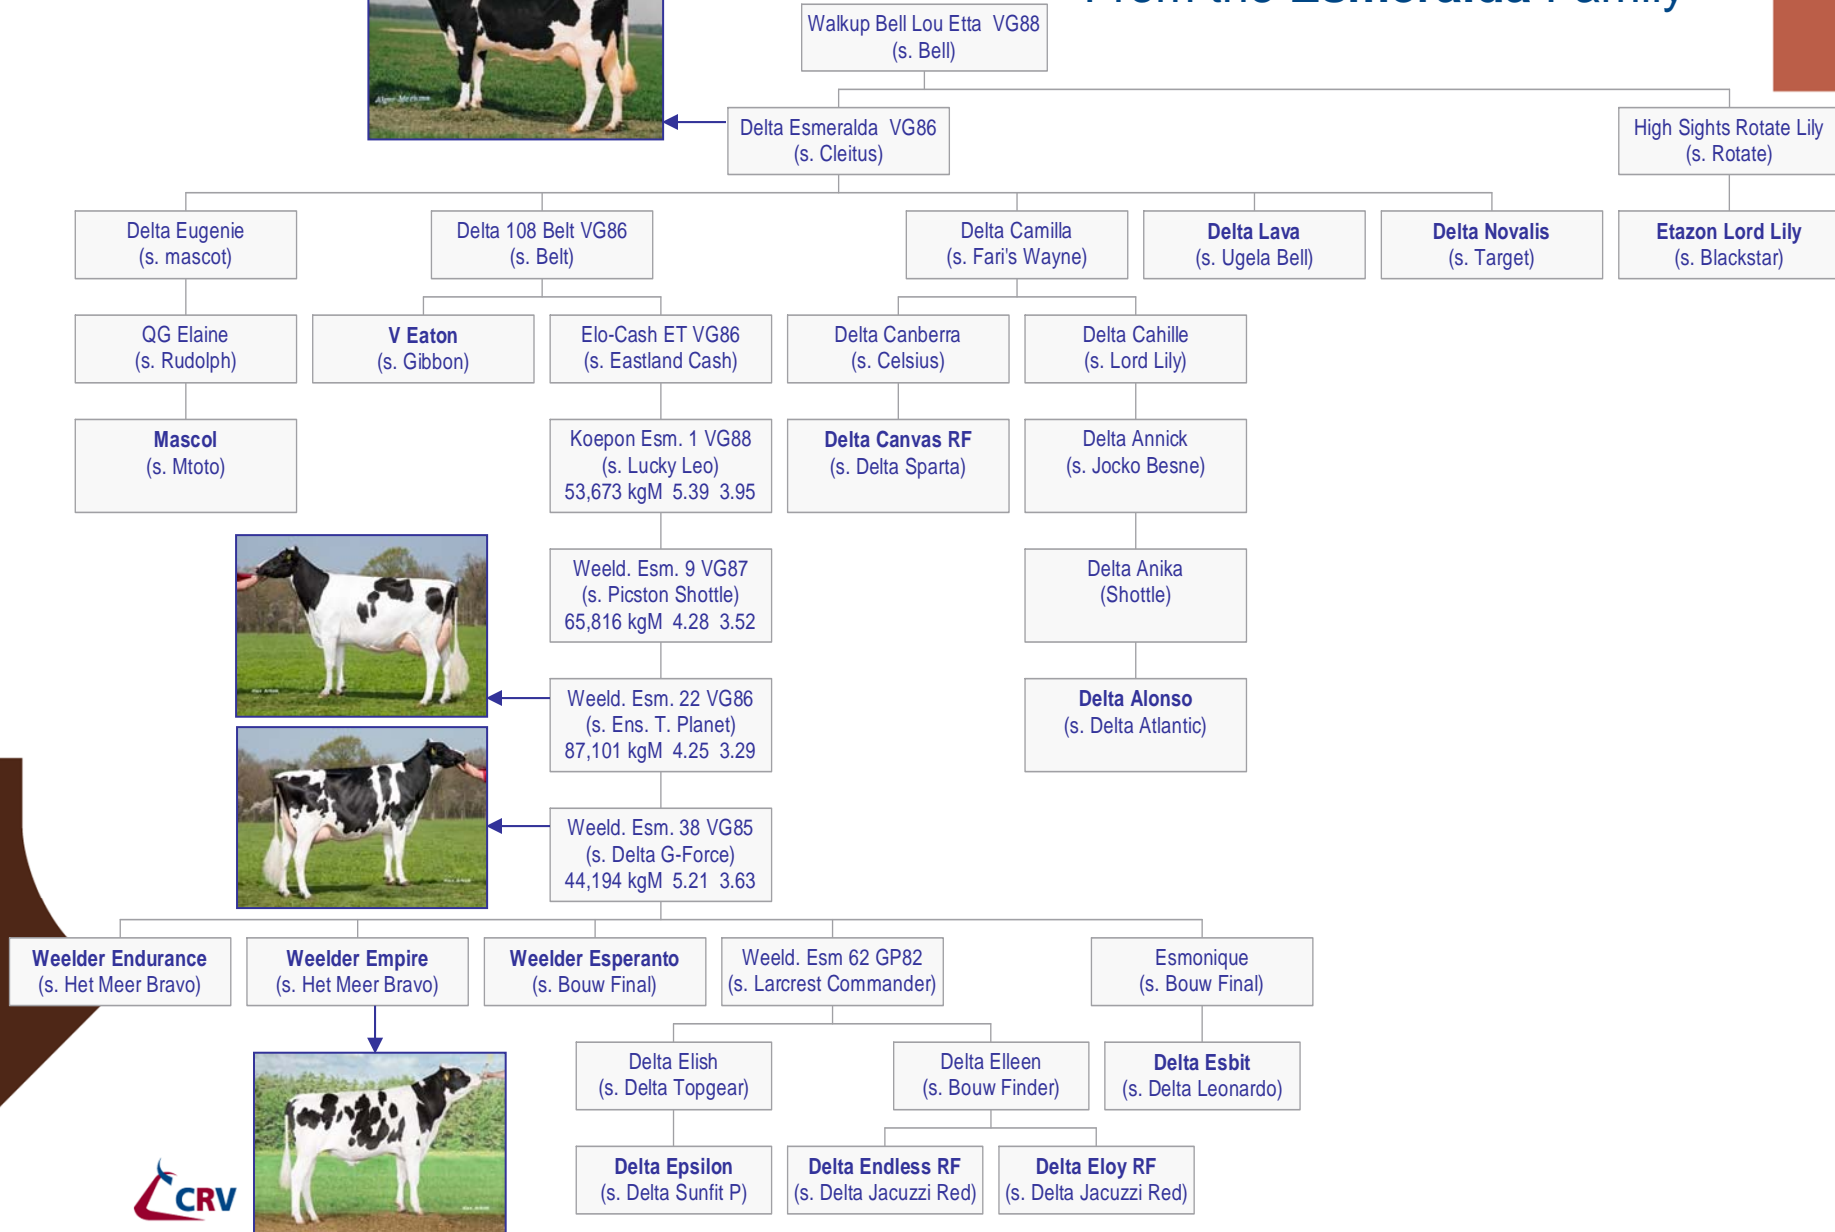 From the Esmeralda Family
Walkup Bell Lou Etta VG88
(s. Bell)
Delta Esmeralda VG86
(s. Cleitus)
High Sights Rotate Lily
(s. Rotate)
Delta Eugenie
(s. mascot)
Delta 108 Belt VG86
(s. Belt)
Delta Camilla
(s. Fari's Wayne)
Delta Lava
(s. Ugela Bell)
Delta Novalis
(s. Target)
Etazon Lord Lily
(s. Blackstar)
QG Elaine
(s. Rudolph)
V Eaton
(s. Gibbon)
Elo-Cash ET VG86
(s. Eastland Cash)
Delta Canberra
(s. Celsius)
Delta Cahille
(s. Lord Lily)
Mascol
(s. Mtoto)
Koepon Esm. 1 VG88
(s. Lucky Leo)
53,673 kgM 5.39 3.95
Delta Canvas RF
(s. Delta Sparta)
Delta Annick
(s. Jocko Besne)
Weeld. Esm. 9 VG87
(s. Picston Shottle)
65,816 kgM 4.28 3.52
Delta Anika
(Shottle)
Weeld. Esm. 22 VG86
(s. Ens. T. Planet)
87,101 kgM 4.25 3.29
Delta Alonso
(s. Delta Atlantic)
Weeld. Esm. 38 VG85
(s. Delta G-Force)
44,194 kgM 5.21 3.63
Weelder Endurance
(s. Het Meer Bravo)
Weelder Empire
(s. Het Meer Bravo)
Weelder Esperanto
(s. Bouw Final)
Weeld. Esm 62 GP82
(s. Larcrest Commander)
Esmonique
(s. Bouw Final)
Delta Elish
(s. Delta Topgear)
Delta Elleen
(s. Bouw Finder)
Delta Esbit
(s. Delta Leonardo)
Delta Epsilon
(s. Delta Sunfit P)
Delta Endless RF
(s. Delta Jacuzzi Red)
Delta Eloy RF
(s. Delta Jacuzzi Red)
CRV